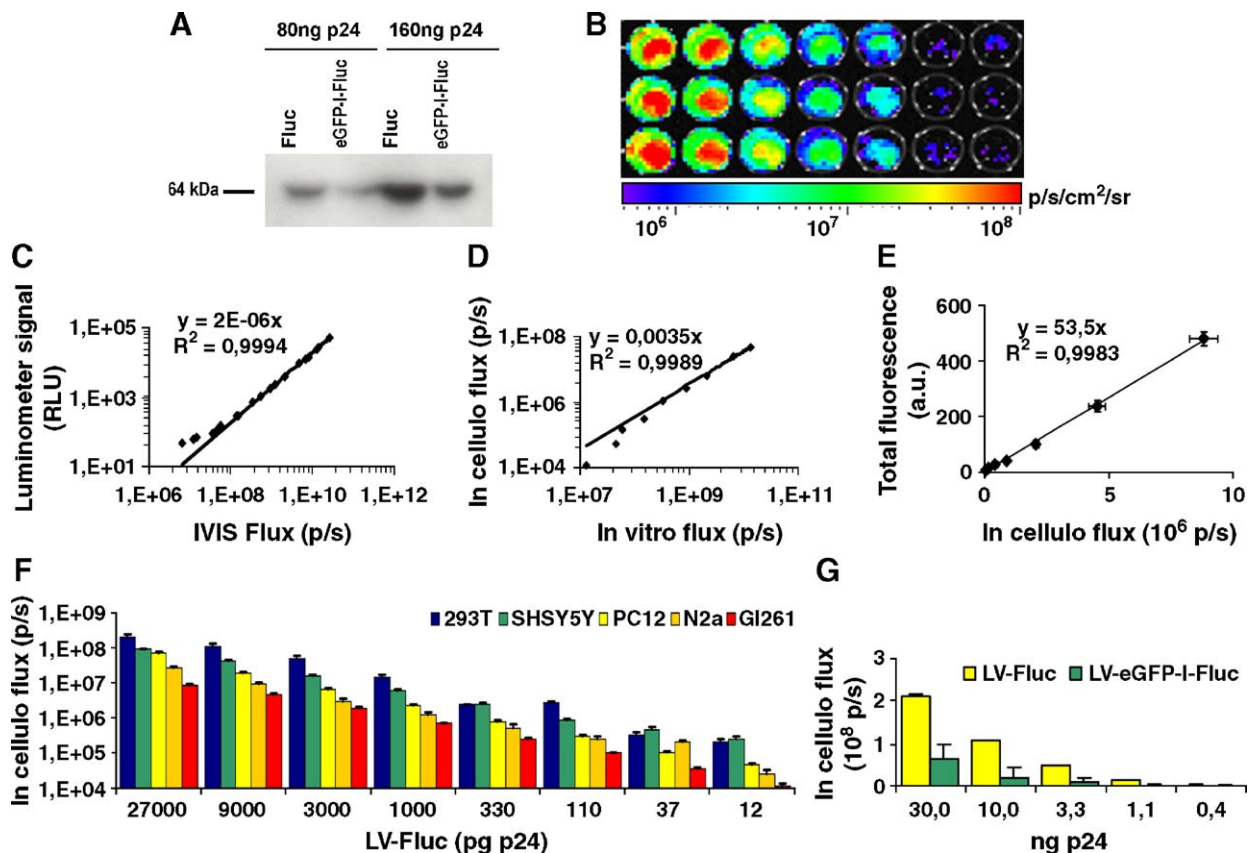 A
80ng p24 160ng p24
Fluc
eGFP-I-Fluc
Fluc
eGFP-I-Fluc
64 kDa
B
p/s/cm²/sr
10⁶ 10⁷ 10⁸
C
Luminometer signal (RLU)
y = 2E-06x
R² = 0,9994
1,E+05
1,E+03
1,E+01
1,E+06 1,E+08 1,E+10 1,E+12
IVIS Flux (p/s)
D
In cellulo flux (p/s)
y = 0,0035x
R² = 0,9989
1,E+08
1,E+06
1,E+04
1,E+07 1,E+09 1,E+11
In vitro flux (p/s)
E
Total fluorescence (a.u.)
y = 53,5x
R² = 0,9983
600
400
200
0
0 5 10
In cellulo flux (10⁶ p/s)
F
In cellulo flux (p/s)
293T SHSY5Y PC12 N2a GI261
1,E+09
1,E+08
1,E+07
1,E+06
1,E+05
1,E+04
27000 9000 3000 1000 330 110 37 12
LV-Fluc (pg p24)
G
In cellulo flux (10⁸ p/s)
LV-Fluc LV-eGFP-I-Fluc
3
2
1
0
30,0 10,0 3,3 1,1 0,4
ng p24